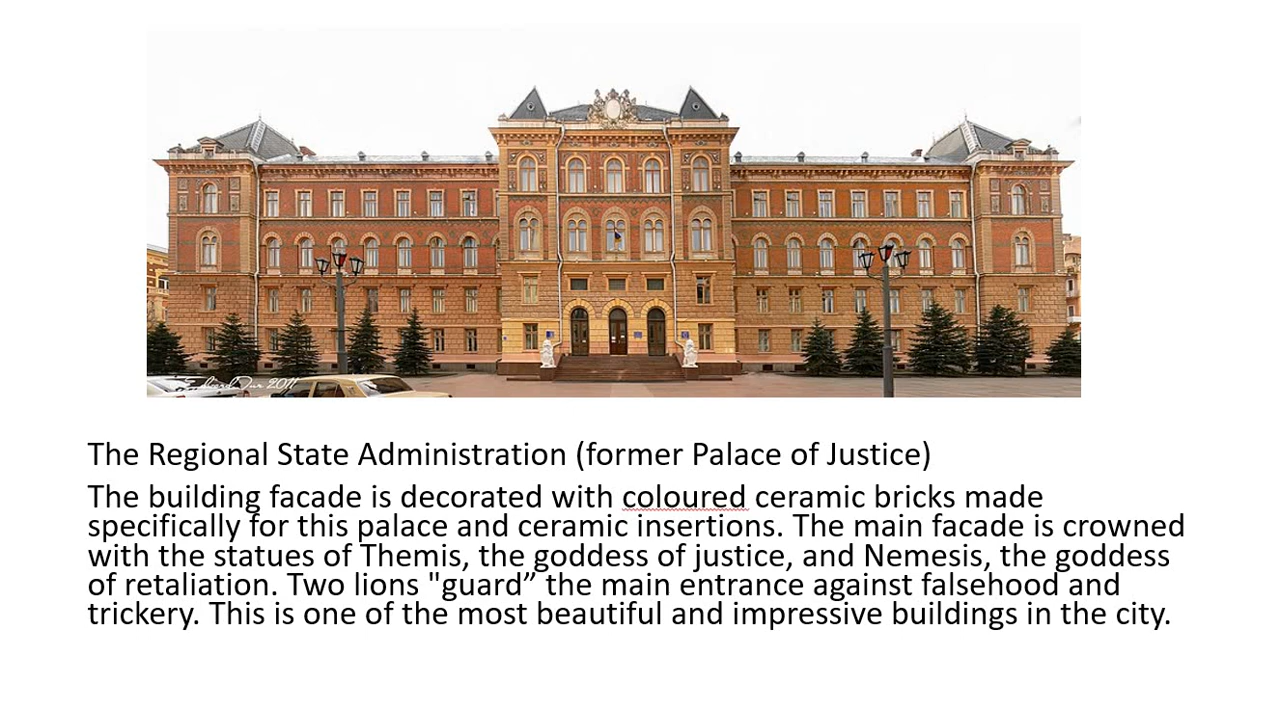 2011
The Regional State Administration (former Palace of Justice)
The building facade is decorated with coloured ceramic bricks made
specifically for this palace and ceramic insertions. The main facade is crowned
with the statues of Themis, the goddess of justice, and Nemesis, the goddess
of retaliation. Two lions "guard” the main entrance against falsehood and
trickery. This is one of the most beautiful and impressive buildings in the city.